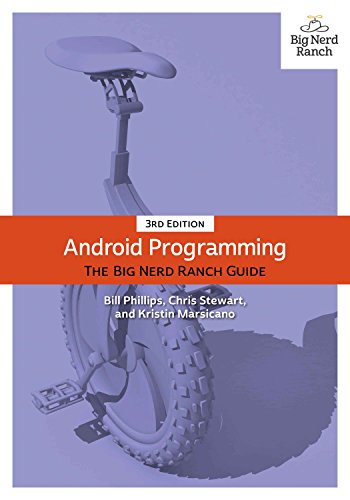 Big Nerd
Ranch
3RD EDITION
Android Programming
THE BIG NERD RANCH GUIDE
Bill Phillips, Chris Stewart,
and Kristin Marsicano